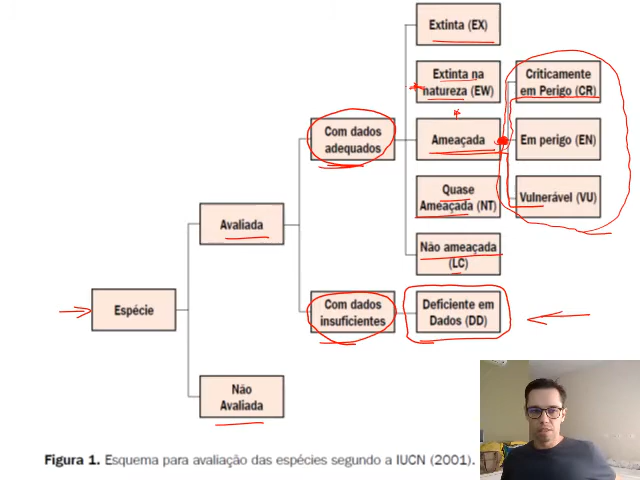 Extinta (EX)
Extinta na
natureza (EW)
Criticamente
em Perigo (CR)
Com dados
adequados
Ameaçada
Em perigo (EN)
Quase
Ameaçada (NT)
Vulnerável (VU)
Avaliada
Não ameaçada
(LC)
Espécie
Com dados
insuficientes
Deficiente em
Dados (DD)
Não
Avaliada
Figura 1. Esquema para avaliação das espécies segundo a IUCN (2001).